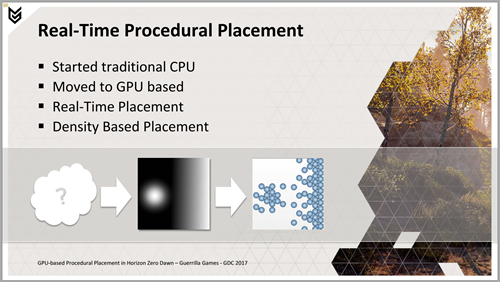 Real-Time Procedural Placement
▪ Started traditional CPU
▪ Moved to GPU based
▪ Real-Time Placement
▪ Density Based Placement
?
GPU-based Procedural Placement in Horizon Zero Dawn – Guerrilla Games - GDC 2017